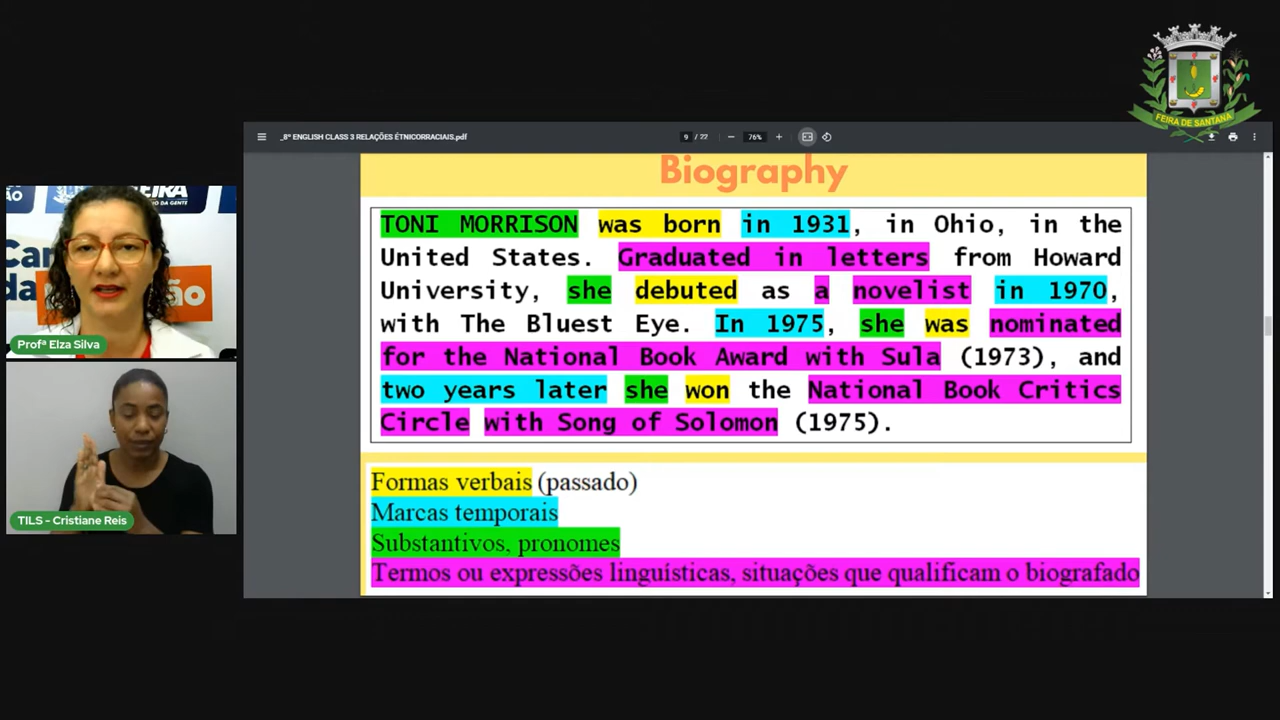 FEIRA DE SANTANA
_8º ENGLISH CLASS 3 RELAÇÕES ÉTNICORRACIAIS.pdf
9 / 22
76%
Biography
TONI MORRISON was born in 1931, in Ohio, in the
United States. Graduated in letters from Howard
University, she debuted as a novelist in 1970,
with The Bluest Eye. In 1975, she was nominated
for the National Book Award with Sula (1973), and
two years later she won the National Book Critics
Circle with Song of Solomon (1975).
Formas verbais (passado)
Marcas temporais
Substantivos, pronomes
Termos ou expressões linguísticas, situações que qualificam o biografado
Profª Elza Silva
TILS - Cristiane Reis